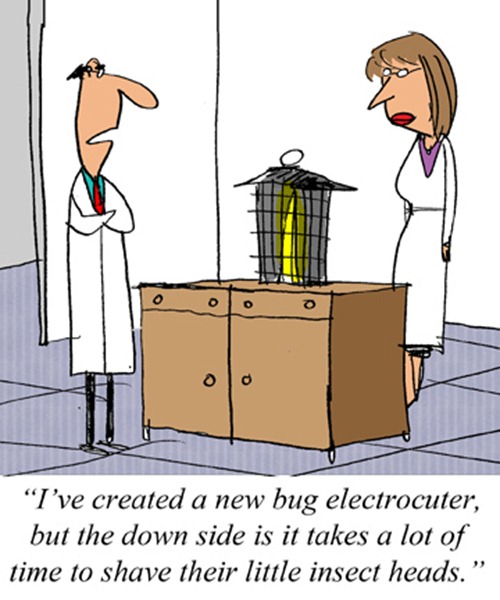 “I’ve created a new bug electrocuter,
but the down side is it takes a lot of
time to shave their little insect heads.”